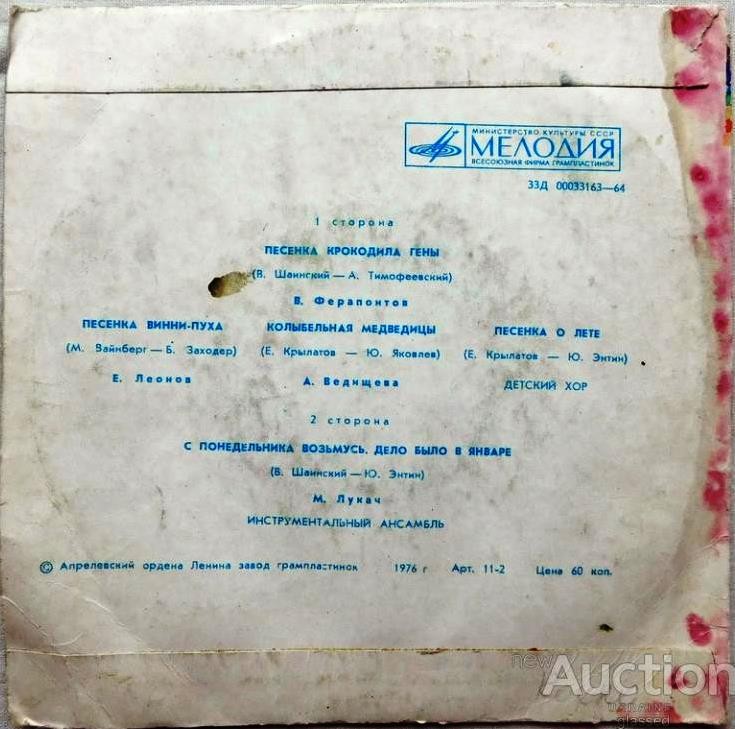 МИНИСТЕРСТВО КУЛЬТУРЫ СССР
МЕЛОДИЯ
ВСЕСОЮЗНАЯ ФИРМА ГРАМПЛАСТИНОК
33Д 00033163—64
1 сторона
ПЕСЕНКА КРОКОДИЛА ГЕНЫ
(В. Шаинский — А. Тимофеевский)
В. Ферапонтов
ПЕСЕНКА ВИННИ-ПУХА
(М. Вайнберг — Б. Заходер)
Е. Леонов
КОЛЫБЕЛЬНАЯ МЕДВЕДИЦЫ
(Е. Крылатов — Ю. Яковлев)
А. Ведищева
ПЕСЕНКА О ЛЕТЕ
(Е. Крылатов — Ю. Энтин)
ДЕТСКИЙ ХОР
2 сторона
С ПОНЕДЕЛЬНИКА ВОЗЬМУСЬ. ДЕЛО БЫЛО В ЯНВАРЕ
(В. Шаинский — Ю. Энтин)
М. Лукач
ИНСТРУМЕНТАЛЬНЫЙ АНСАМБЛЬ
© Апрелевский ордена Ленина завод грампластинок 1976 г Арт. 11-2 Цена 60 коп.
new Auction
UKRAINE
glassed